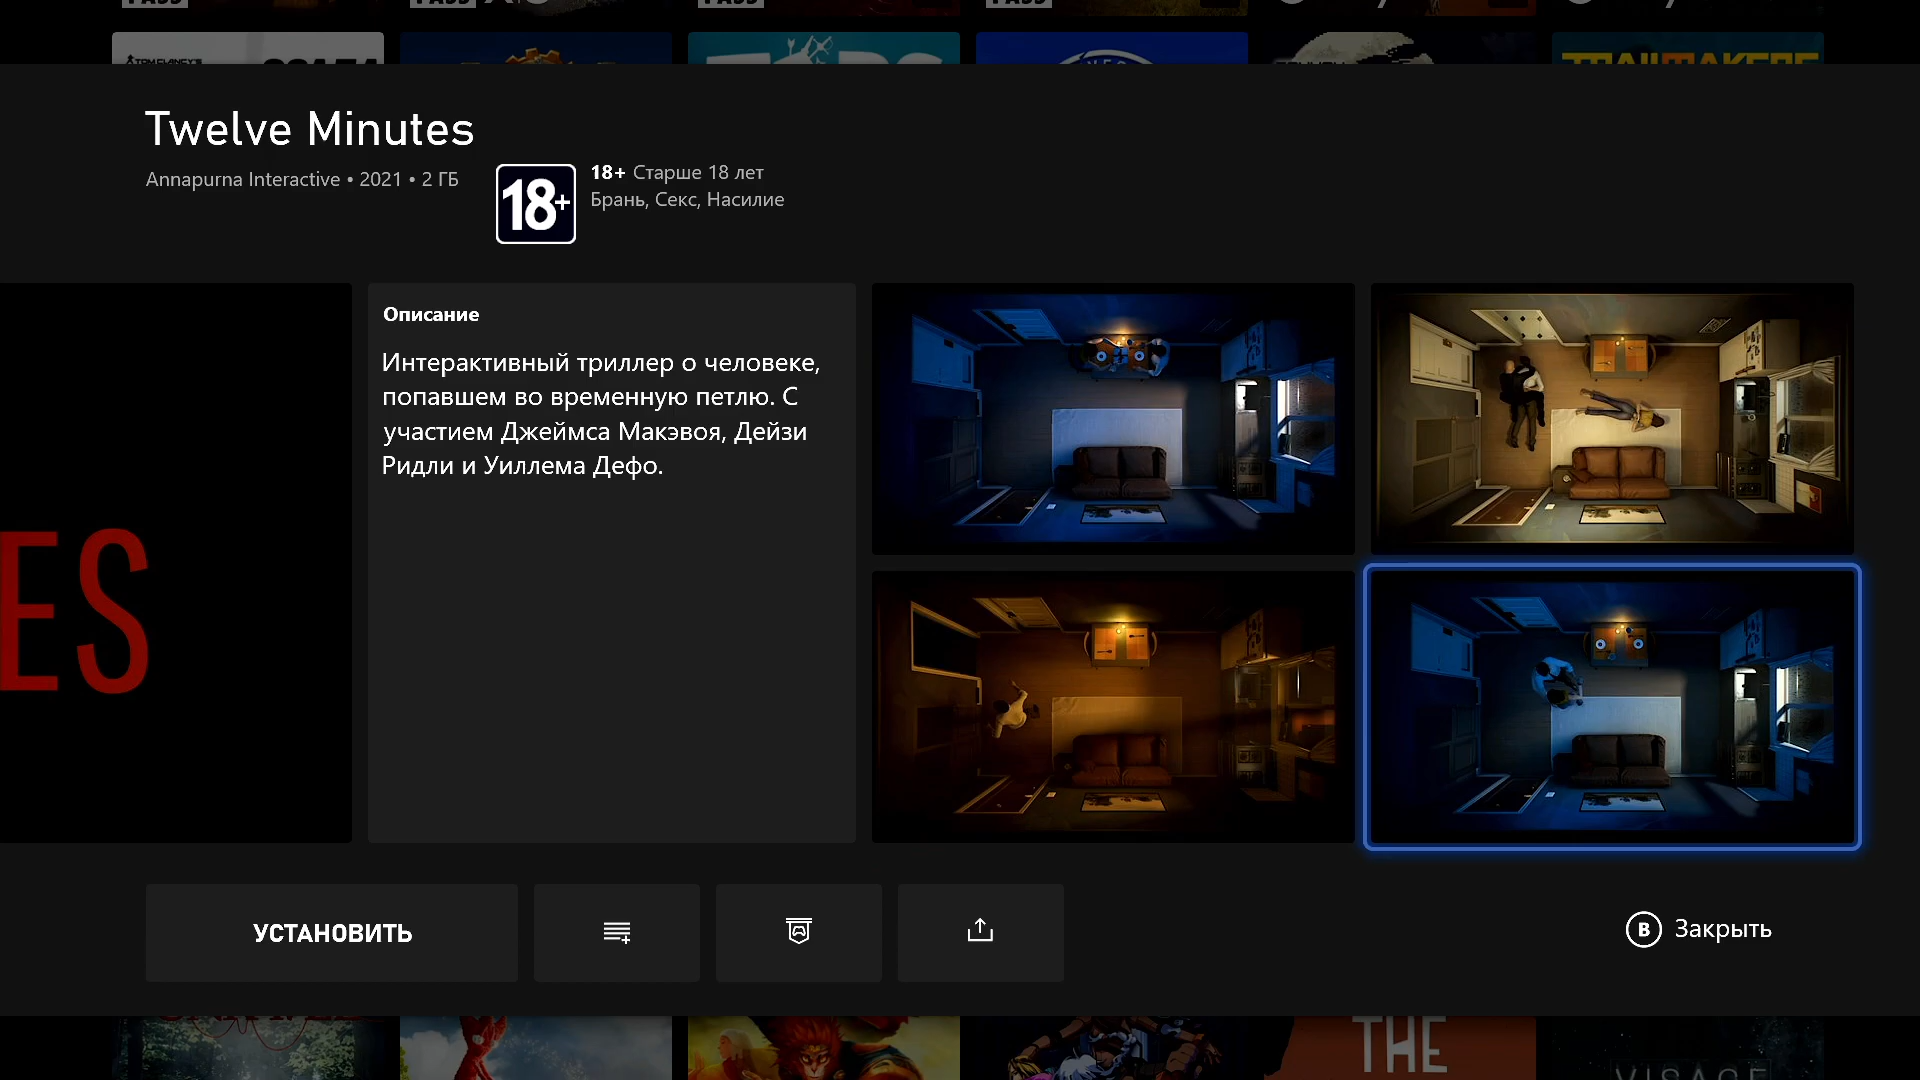 Twelve Minutes
Annapurna Interactive • 2021 • 2 ГБ
18+
18+ Старше 18 лет
Брань, Секс, Насилие
ES
Описание
Интерактивный триллер о человеке,
попавшем во временную петлю. С
участием Джеймса Макэвоя, Дейзи
Ридли и Уиллема Дефо.
УСТАНОВИТЬ
B Закрыть
THE
VISAGE